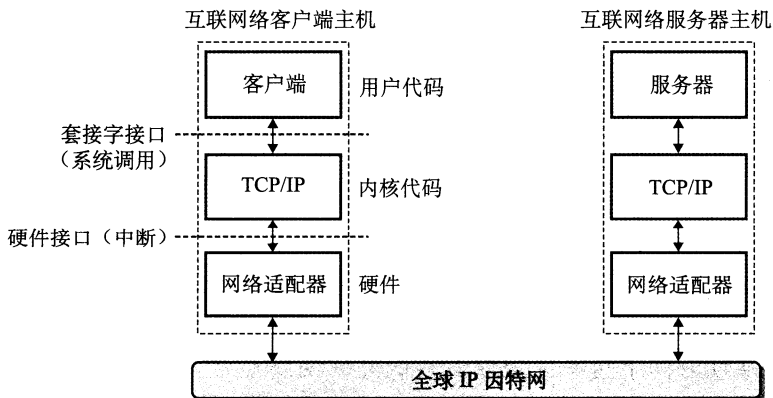 互联网络客户端主机
互联网络服务器主机
客户端
用户代码
服务器
套接字接口
（系统调用）
TCP/IP
内核代码
TCP/IP
硬件接口（中断）
网络适配器
硬件
网络适配器
全球 IP 因特网